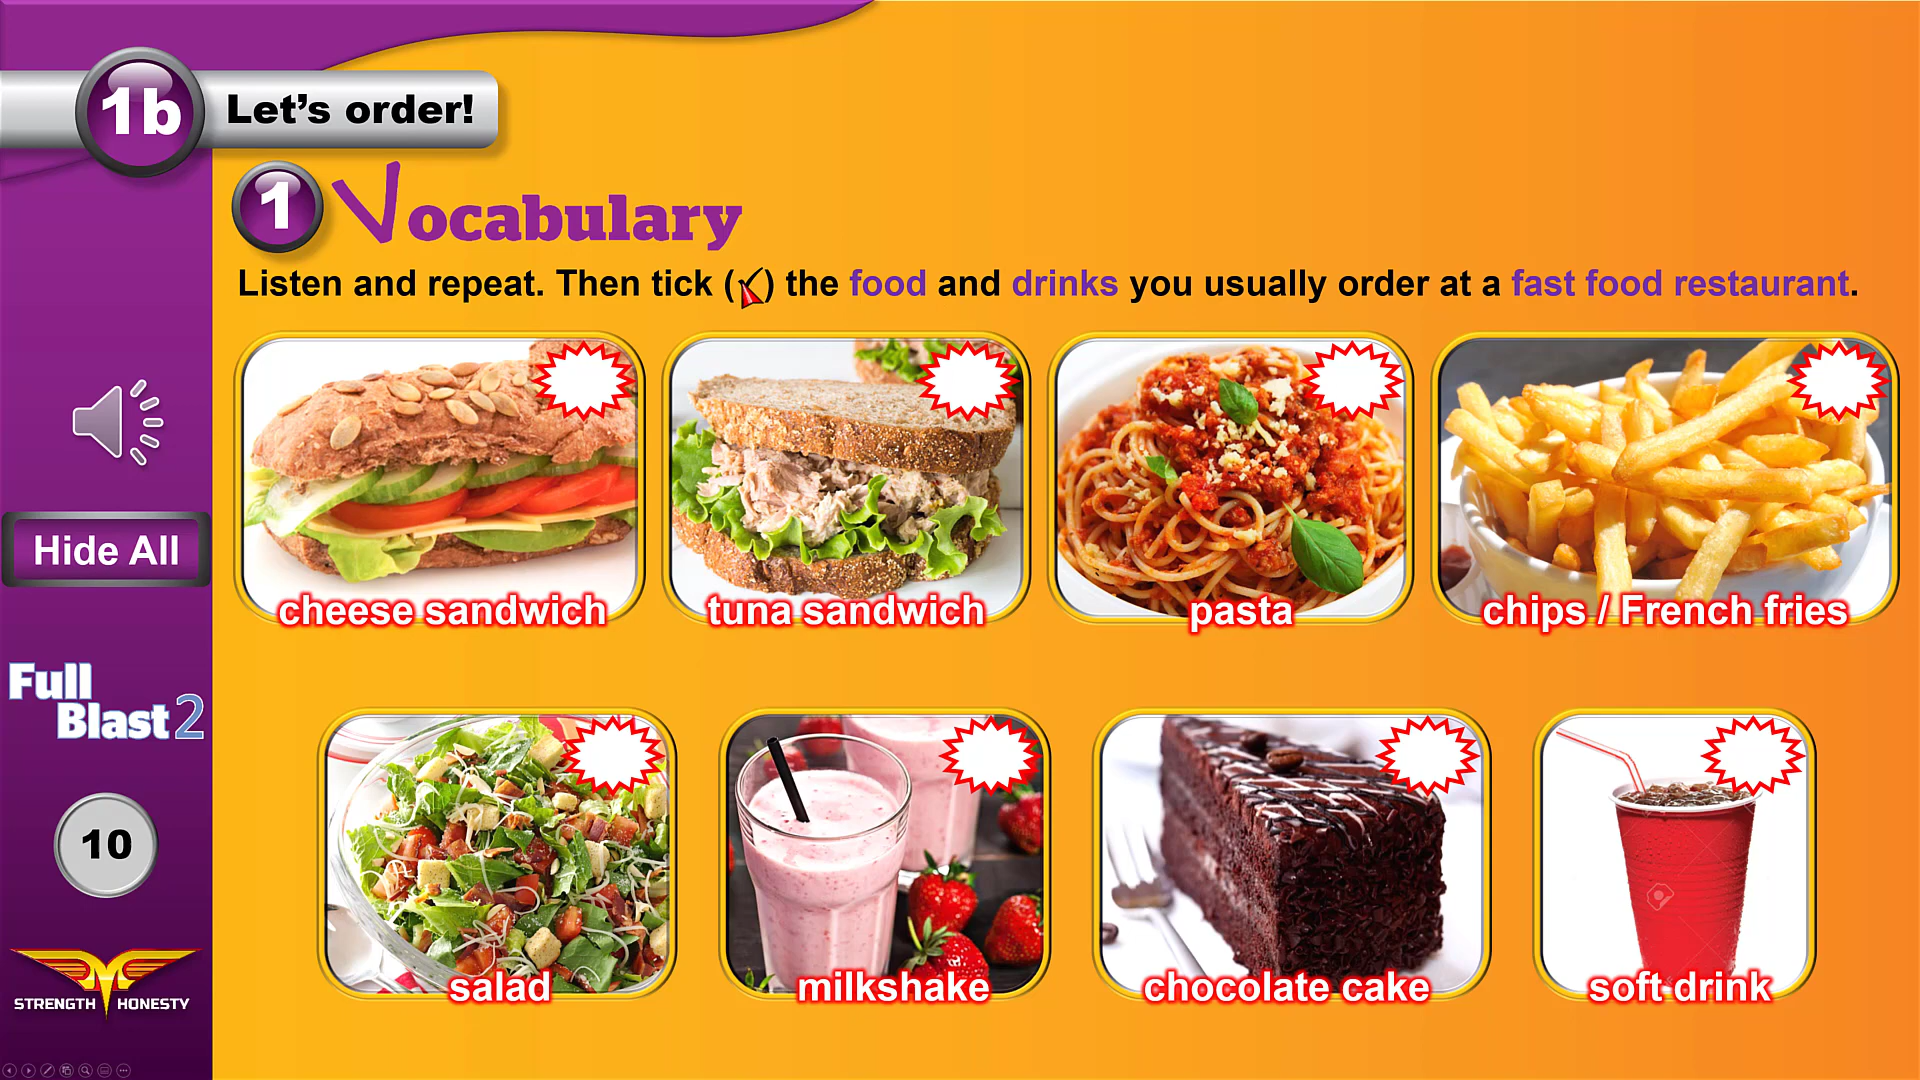 1b Let's order!
1 Vocabulary
Listen and repeat. Then tick (✓) the food and drinks you usually order at a fast food restaurant.
cheese sandwich
tuna sandwich
pasta
chips / French fries
salad
milkshake
chocolate cake
soft drink
Hide All
Full
Blast 2
10
STRENGTH HONESTY